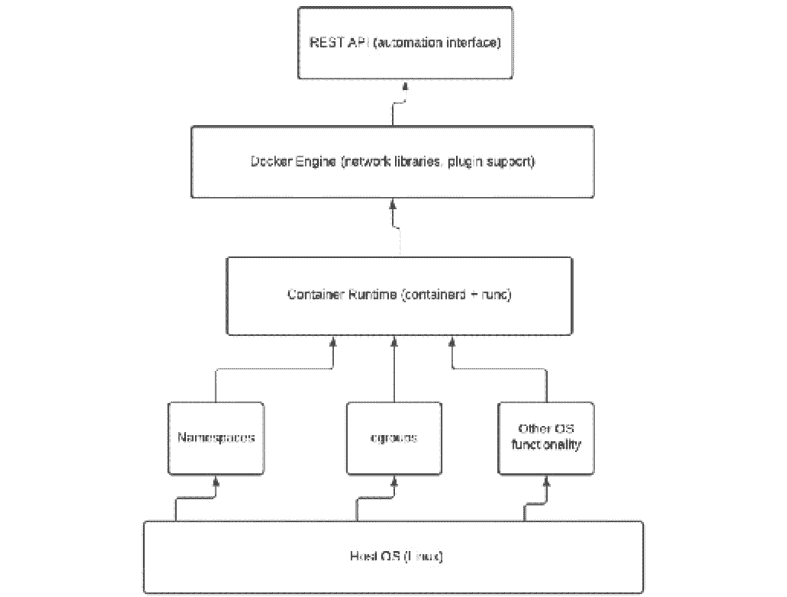 REST API (automation interface)
Docker Engine (network libraries, plugin support)
Container Runtime (containerd + runc)
Namespaces
cgroups
Other OS
functionality
Host OS (Linux)